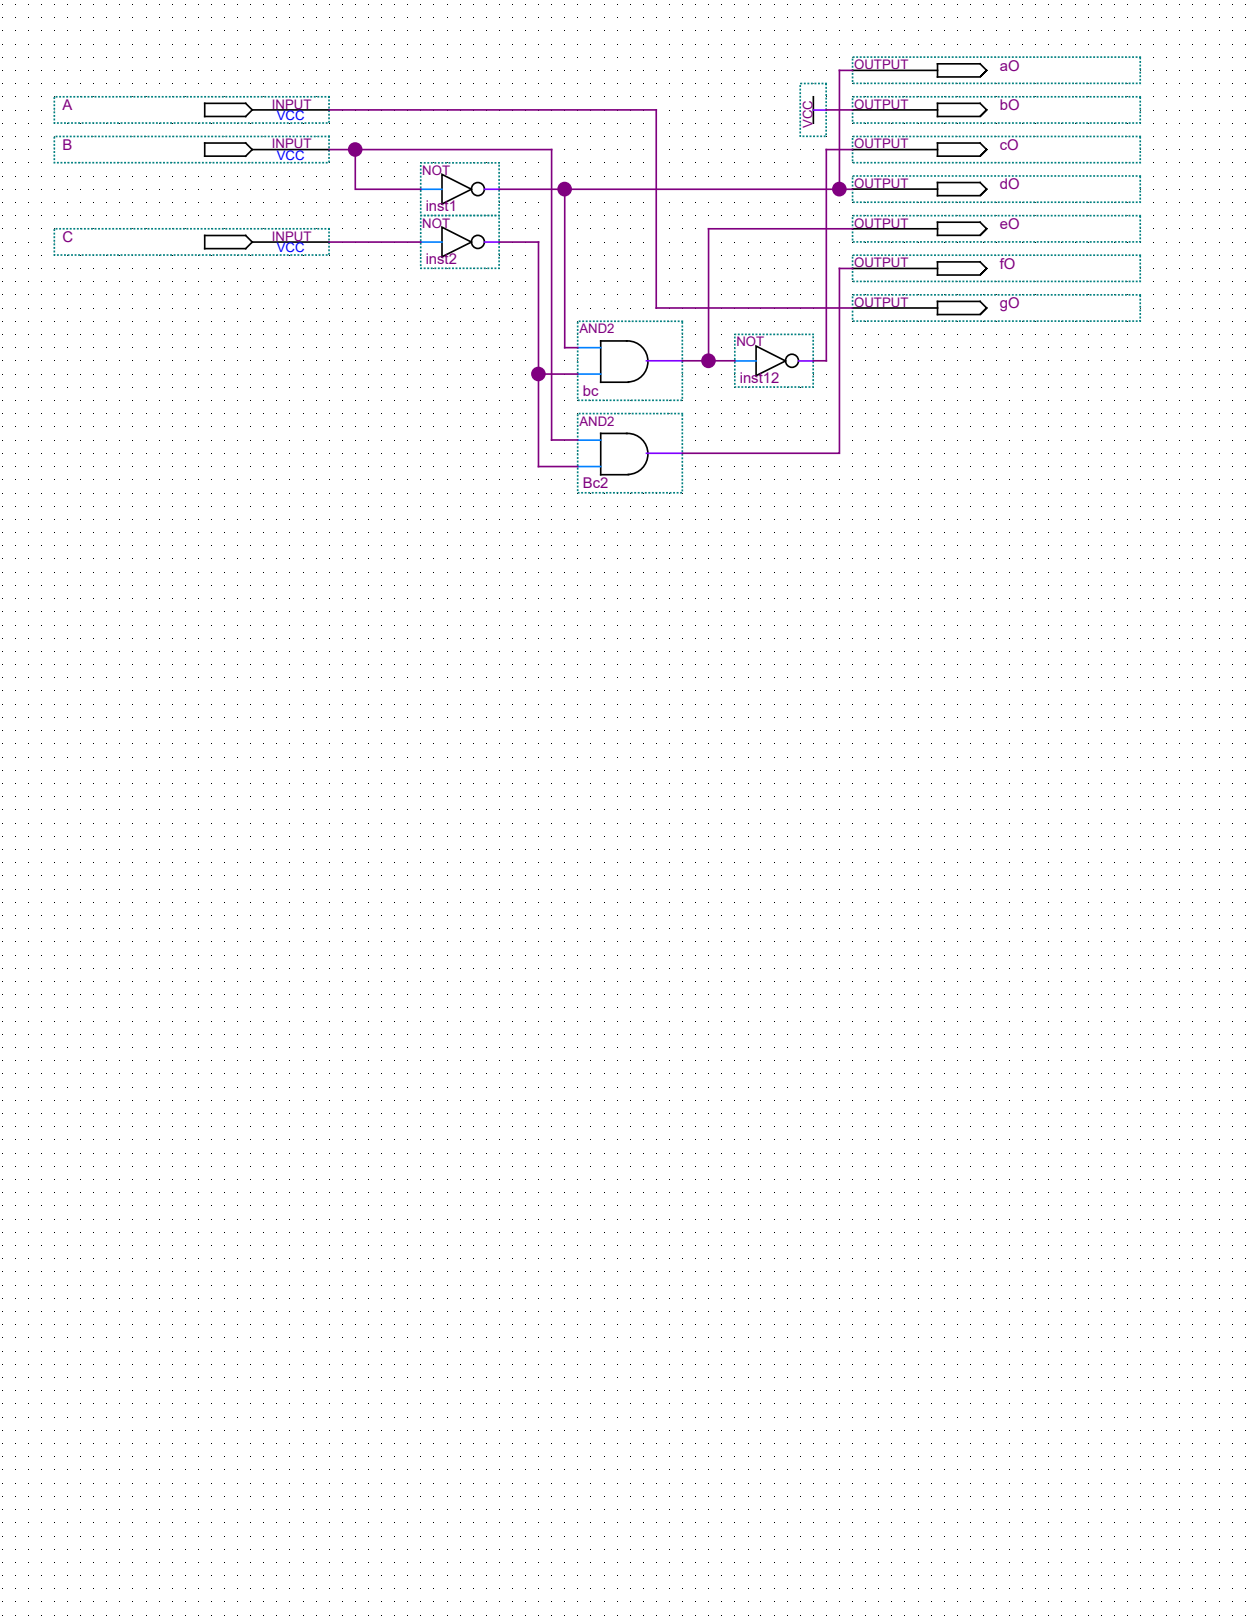 OUTPUT aO
A INPUT VCC
VCC OUTPUT bO
B INPUT VCC
OUTPUT cO
NOT
inst1
OUTPUT dO
NOT
inst2
OUTPUT eO
C INPUT VCC
OUTPUT fO
OUTPUT gO
AND2
bc
NOT
inst12
AND2
Bc2